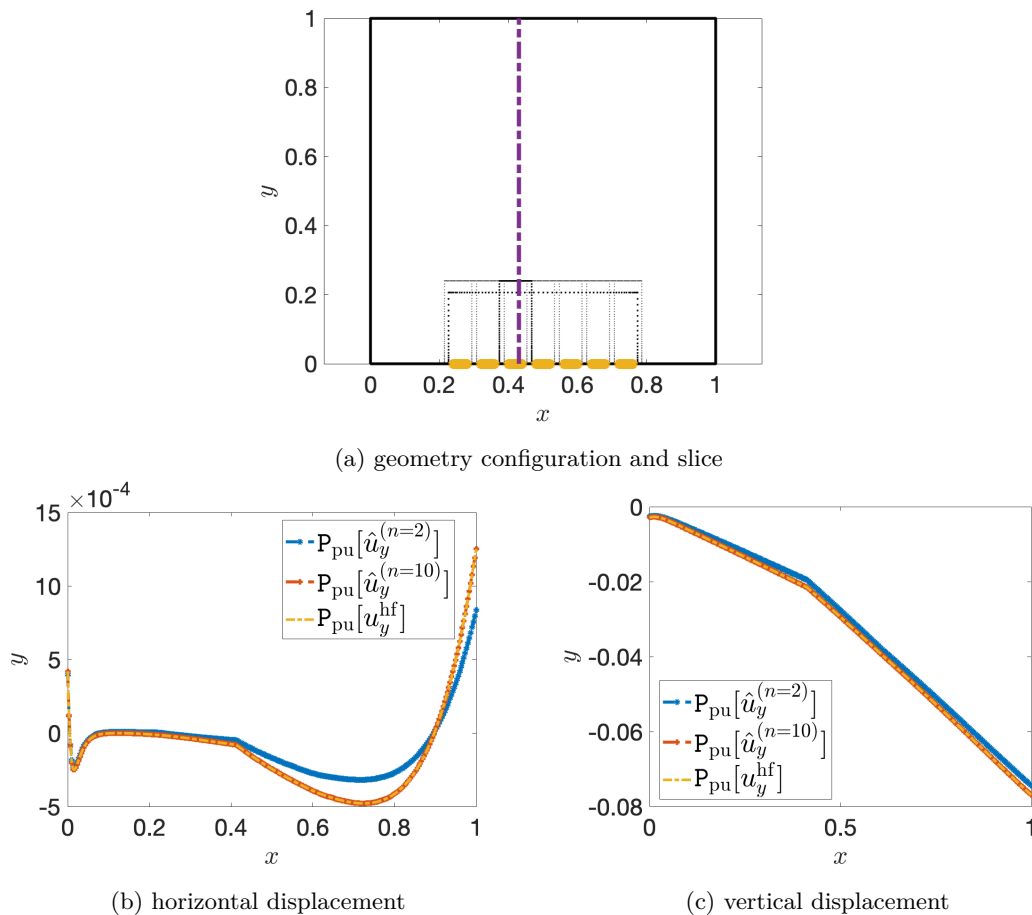 1
0.8
0.6
0.4
0.2
0
y
0 0.2 0.4 0.6 0.8 1
x
(a) geometry configuration and slice
15 ×10⁻⁴
10
5
0
-5
y
P_pu[û_y^(n=2)]
P_pu[û_y^(n=10)]
P_pu[u_y^hf]
0 0.2 0.4 0.6 0.8 1
x
(b) horizontal displacement
0
-0.02
-0.04
-0.06
-0.08
y
P_pu[û_y^(n=2)]
P_pu[û_y^(n=10)]
P_pu[u_y^hf]
0 0.5 1
x
(c) vertical displacement